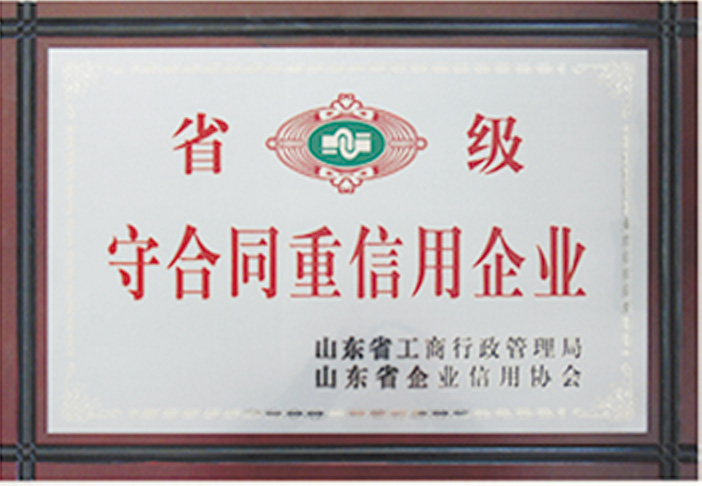 省 级
守合同重信用企业
山东省工商行政管理局
山东省企业信用协会